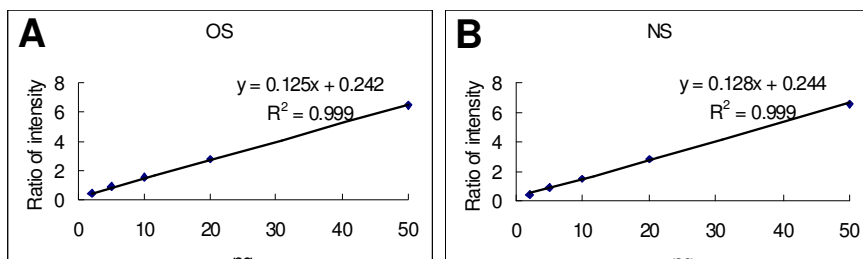 A
OS
y = 0.125x + 0.242
R² = 0.999
Ratio of intensity
8
6
4
2
0
0 10 20 30 40 50
B
NS
y = 0.128x + 0.244
R² = 0.999
Ratio of intensity
8
6
4
2
0
0 10 20 30 40 50